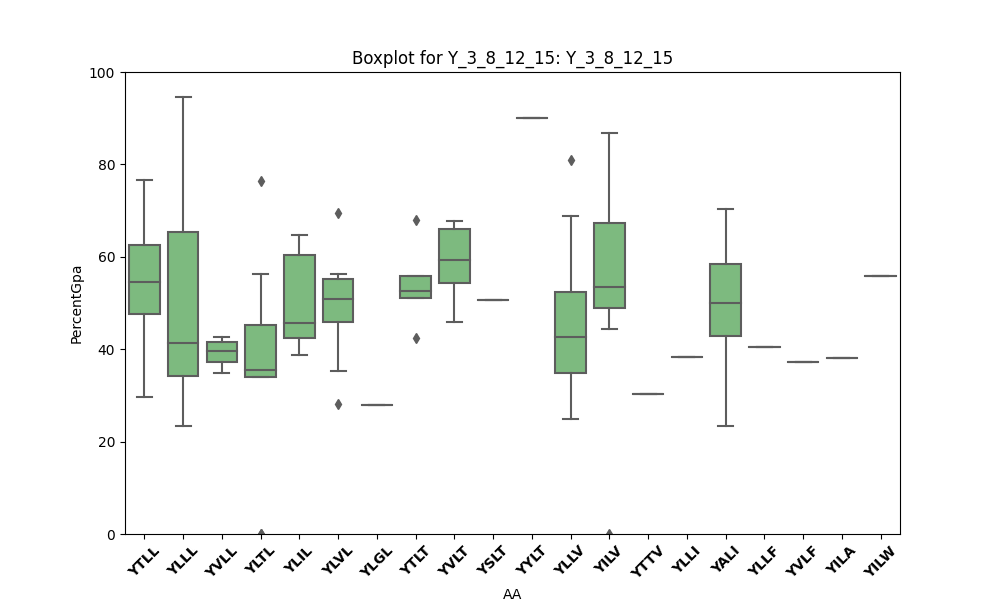 Boxplot for Y_3_8_12_15: Y_3_8_12_15
100
80
60
40
20
0
PercentGpa
YTLL YLLL YVLL YLTL YLIL YLVL YLGL YTLT YVLT YSLT YYLT YLLV YILV YTTV YLLI YALI YLLF YVLF YILA YILW
AA